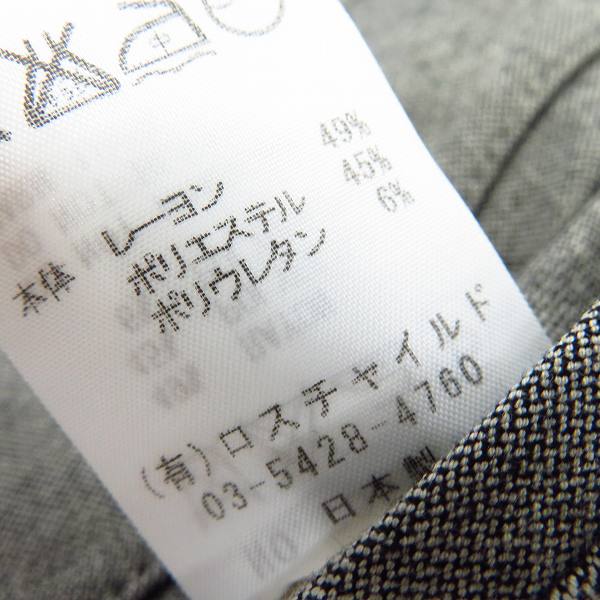 本体 レーヨン 49%
ポリエステル 45%
ポリウレタン 6%
(有)ロスチャイルド
03-5428-4760
日本製